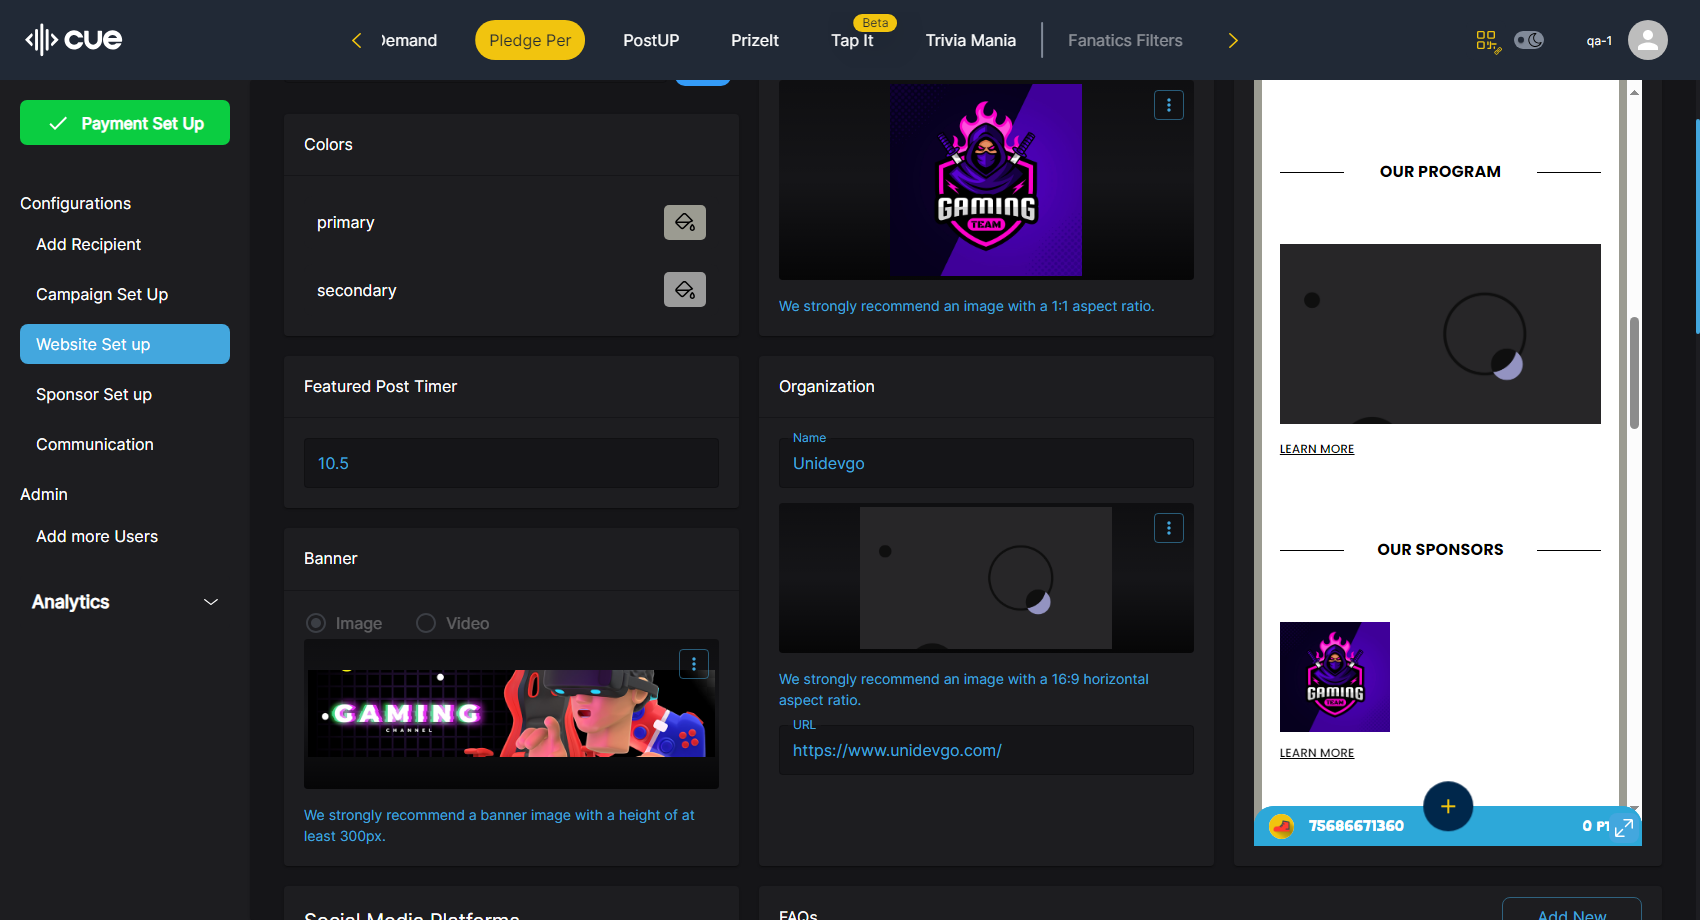 cue
Demand
Pledge Per
PostUP
PrizeIt
Beta
Tap It
Trivia Mania
Fanatics Filters
qa-1
Payment Set Up
Configurations
Add Recipient
Campaign Set Up
Website Set up
Sponsor Set up
Communication
Admin
Add more Users
Analytics
Colors
primary
secondary
Featured Post Timer
10.5
Banner
Image
Video
GAMING
CHANNEL
We strongly recommend a banner image with a height of at
least 300px.
Social Media Platforms
GAMING
TEAM
We strongly recommend an image with a 1:1 aspect ratio.
Organization
Name
Unidevgo
We strongly recommend an image with a 16:9 horizontal
aspect ratio.
URL
https://www.unidevgo.com/
FAQs
Add New
OUR PROGRAM
LEARN MORE
OUR SPONSORS
GAMING
TEAM
LEARN MORE
75686671360
0 PT